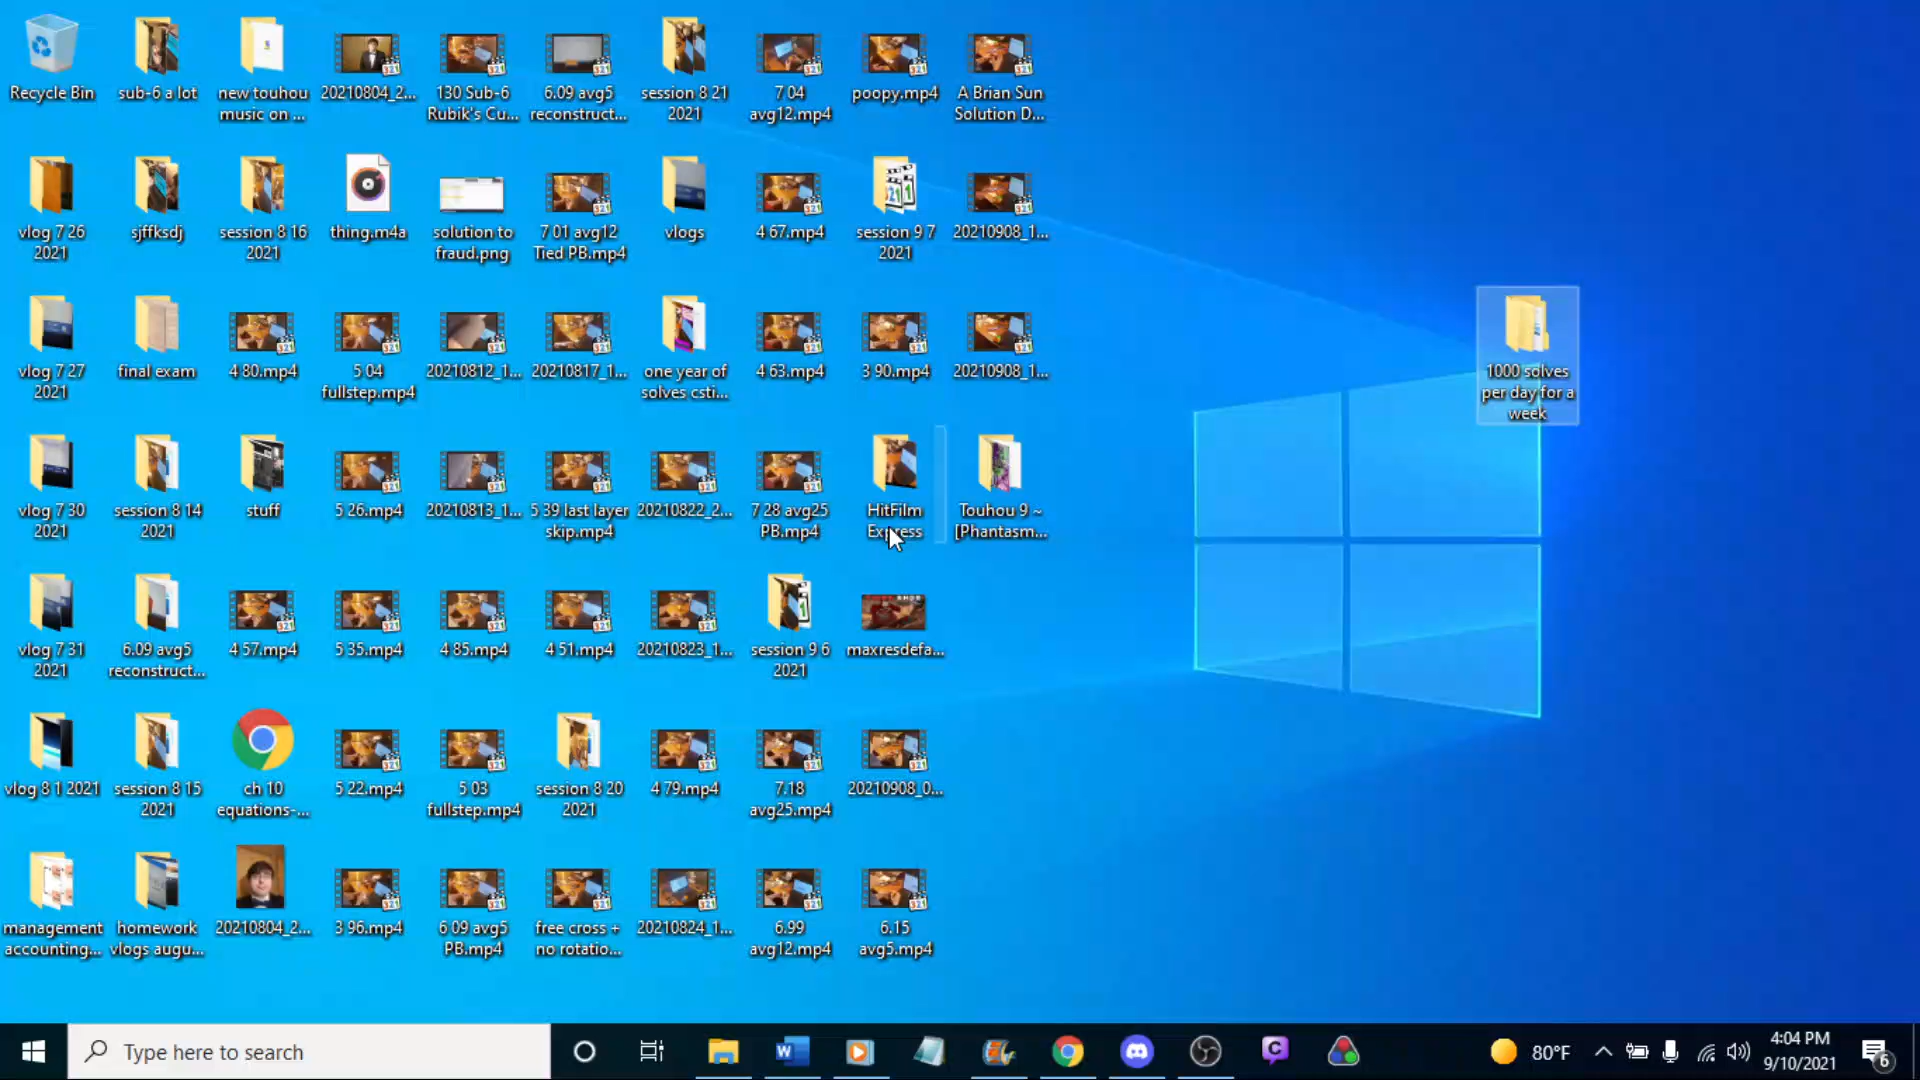 Recycle Bin
sub-6 a lot
new touhou
music on ...
20210804_2...
130 Sub-6
Rubik's Cu...
6.09 avg5
reconstruct...
session 8 21
2021
7 04
avg12.mp4
poopy.mp4
A Brian Sun
Solution D...
vlog 7 26
2021
sjffksdj
session 8 16
2021
thing.m4a
solution to
fraud.png
7 01 avg12
Tied PB.mp4
vlogs
4 67.mp4
session 9 7
2021
20210908_1...
vlog 7 27
2021
final exam
4 80.mp4
5 04
fullstep.mp4
20210812_1...
20210817_1...
one year of
solves csti...
4 63.mp4
3 90.mp4
20210908_1...
1000 solves
per day for a
week
vlog 7 30
2021
session 8 14
2021
stuff
5 26.mp4
20210813_1...
5 39 last layer
skip.mp4
20210822_2...
7 28 avg25
PB.mp4
HitFilm
Express
Touhou 9 ~
[Phantasm...
vlog 7 31
2021
6.09 avg5
reconstruct...
4 57.mp4
5 35.mp4
4 85.mp4
4 51.mp4
20210823_1...
session 9 6
2021
maxresdefa...
vlog 8 1 2021
session 8 15
2021
ch 10
equations-...
5 22.mp4
5 03
fullstep.mp4
session 8 20
2021
4 79.mp4
7.18
avg25.mp4
20210908_0...
management
accounting...
homework
vlogs augu...
20210804_2...
3 96.mp4
6 09 avg5
PB.mp4
free cross +
no rotatio...
20210824_1...
6.99
avg12.mp4
6.15
avg5.mp4
Type here to search
80°F
4:04 PM
9/10/2021
6